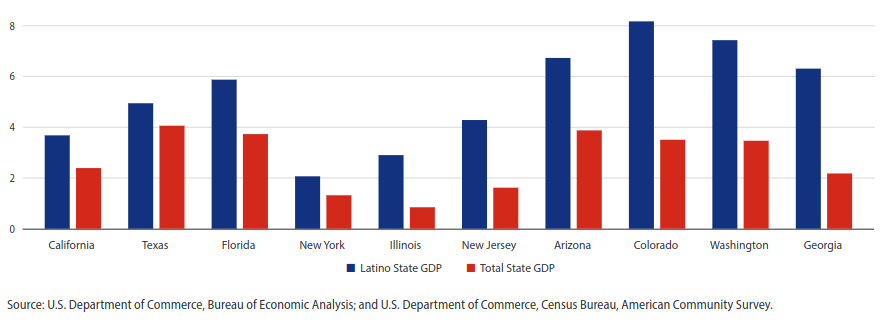 8
6
4
2
0
California Texas Florida New York Illinois New Jersey Arizona Colorado Washington Georgia
Latino State GDP Total State GDP
Source: U.S. Department of Commerce, Bureau of Economic Analysis; and U.S. Department of Commerce, Census Bureau, American Community Survey.